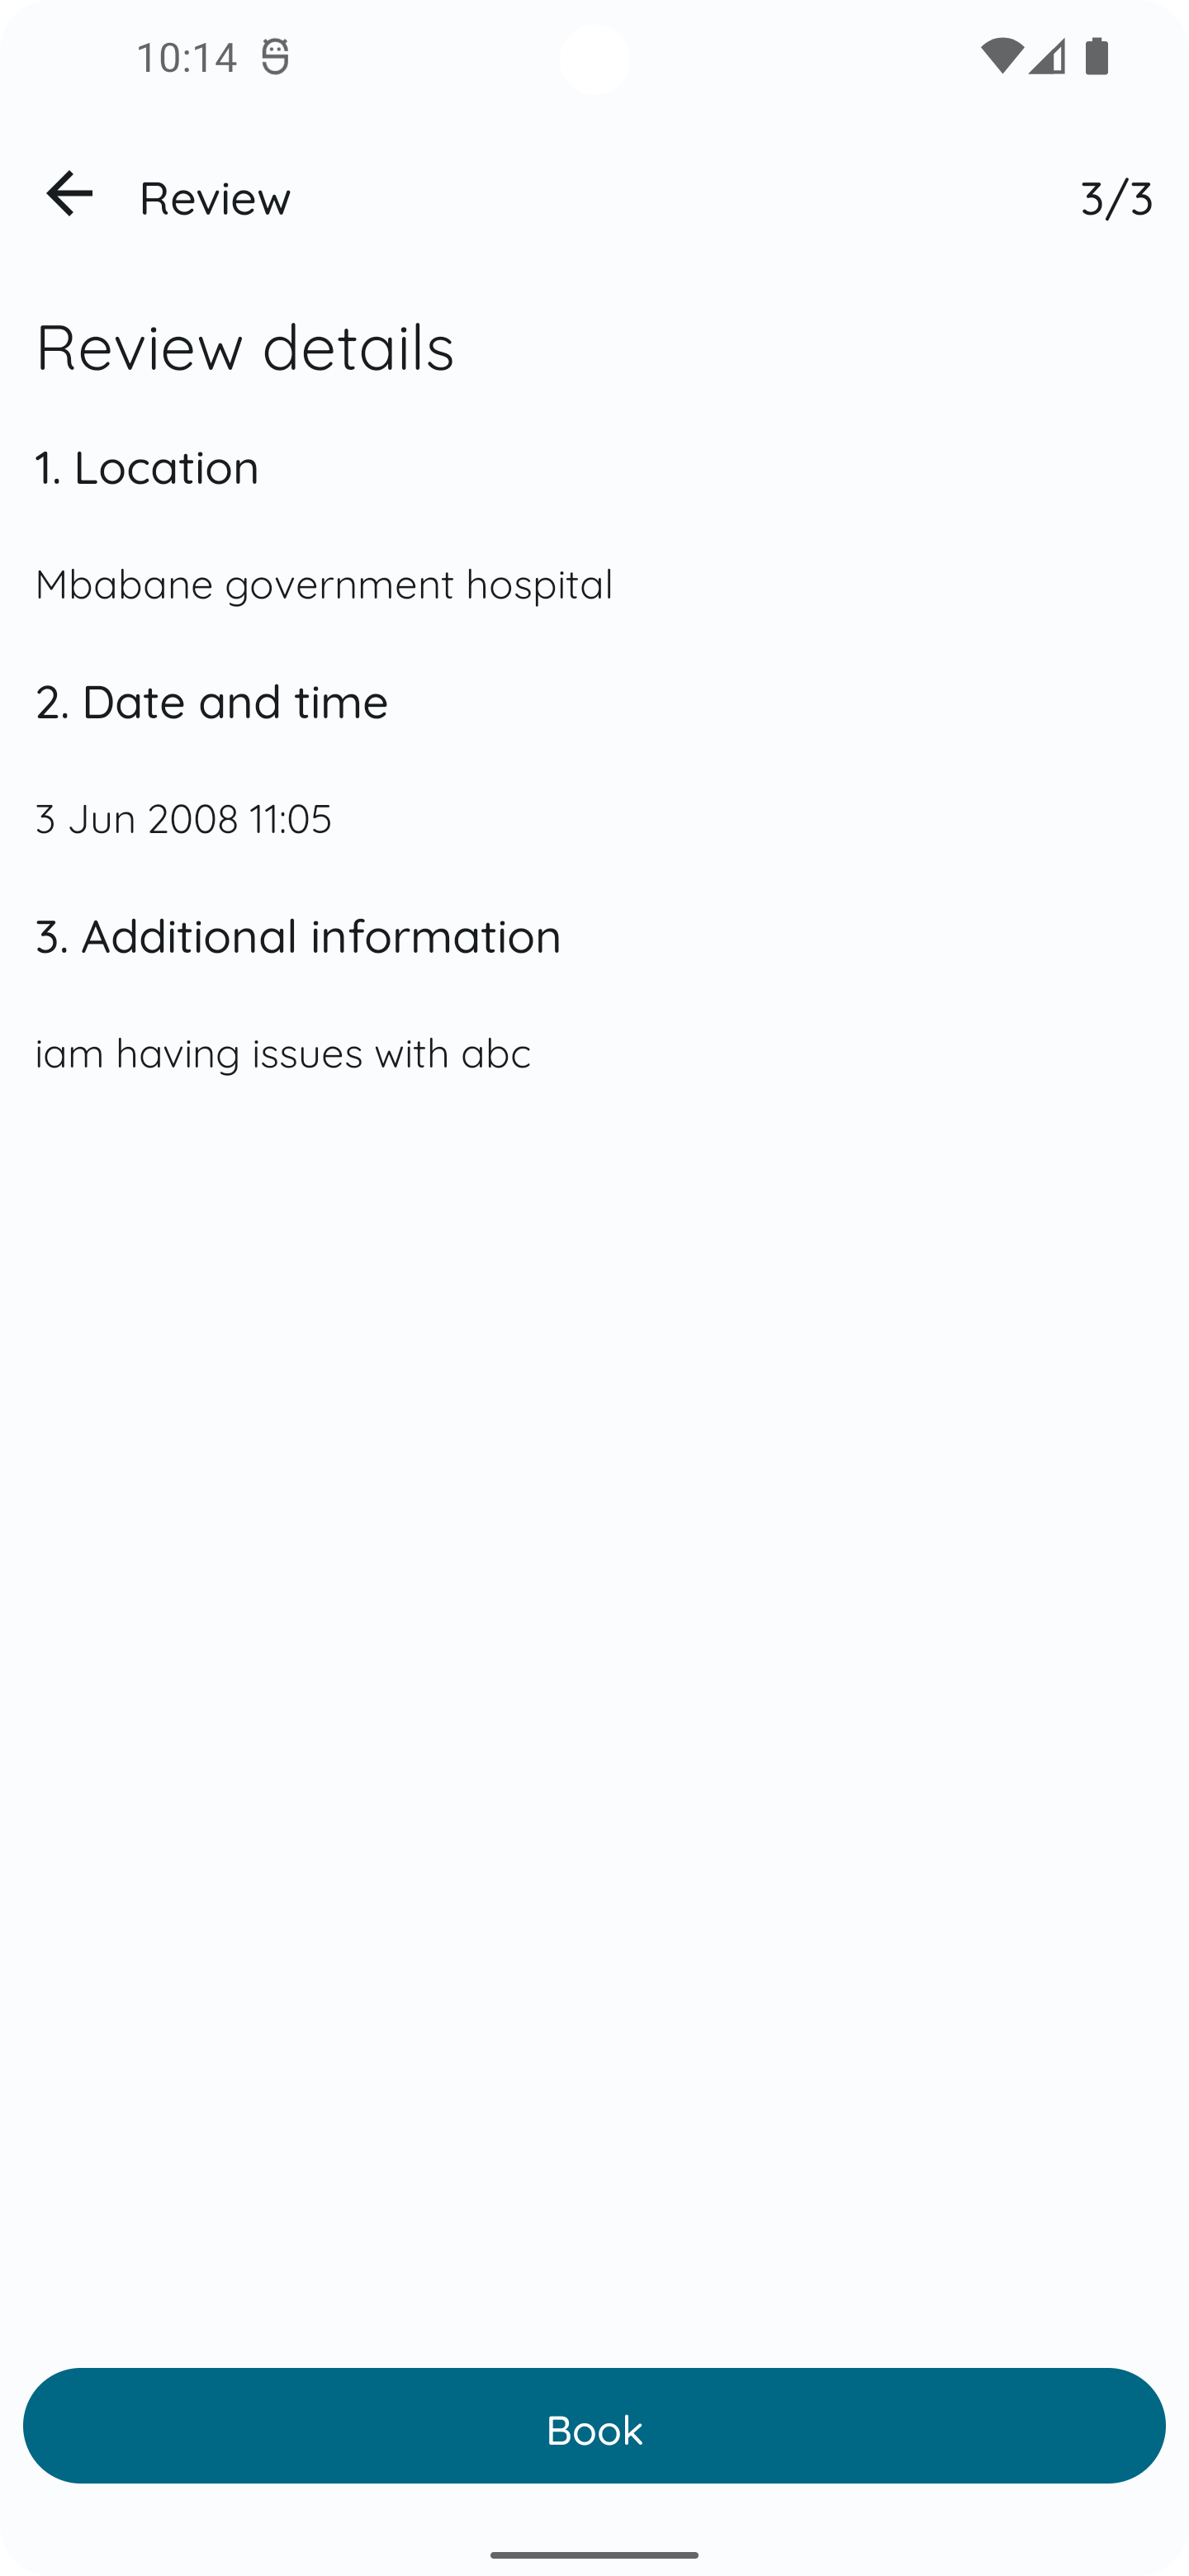 10:14
Review
3/3
Review details
1. Location
Mbabane government hospital
2. Date and time
3 Jun 2008 11:05
3. Additional information
iam having issues with abc
Book